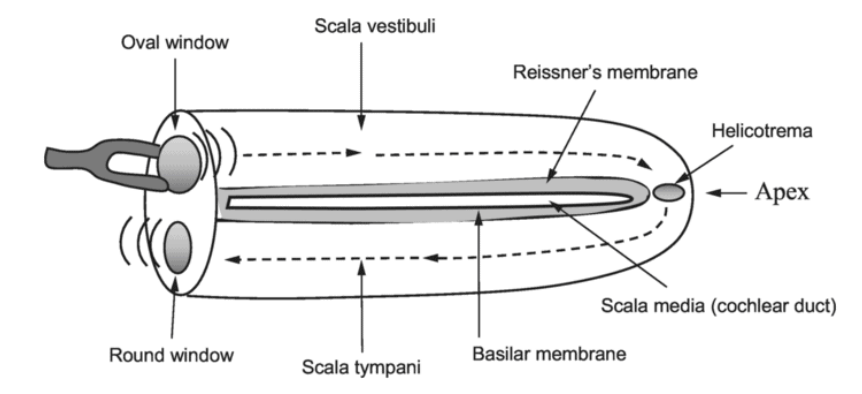 Scala vestibuli
Oval window
Reissner's membrane
Helicotrema
Apex
Scala media (cochlear duct)
Round window
Scala tympani
Basilar membrane